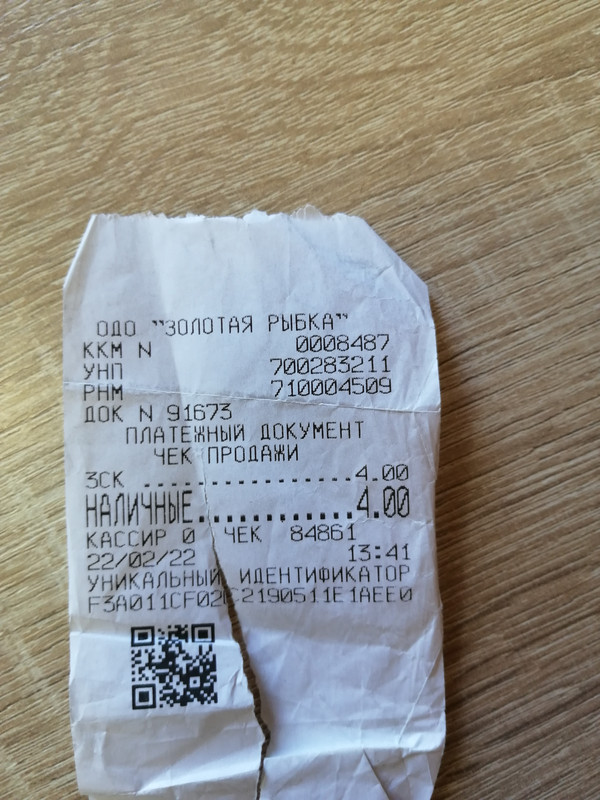 ОДО "ЗОЛОТАЯ РЫБКА"
ККМ N 0008487
УНП 700283211
РНМ 710004509
ДОК N 91673
ПЛАТЕЖНЫЙ ДОКУМЕНТ
ЧЕК ПРОДАЖИ
3СК ................4.00
НАЛИЧНЫЕ...........4.00
КАССИР 0 ЧЕК 84861
22/02/22 13:41
УНИКАЛЬНЫЙ ИДЕНТИФИКАТОР